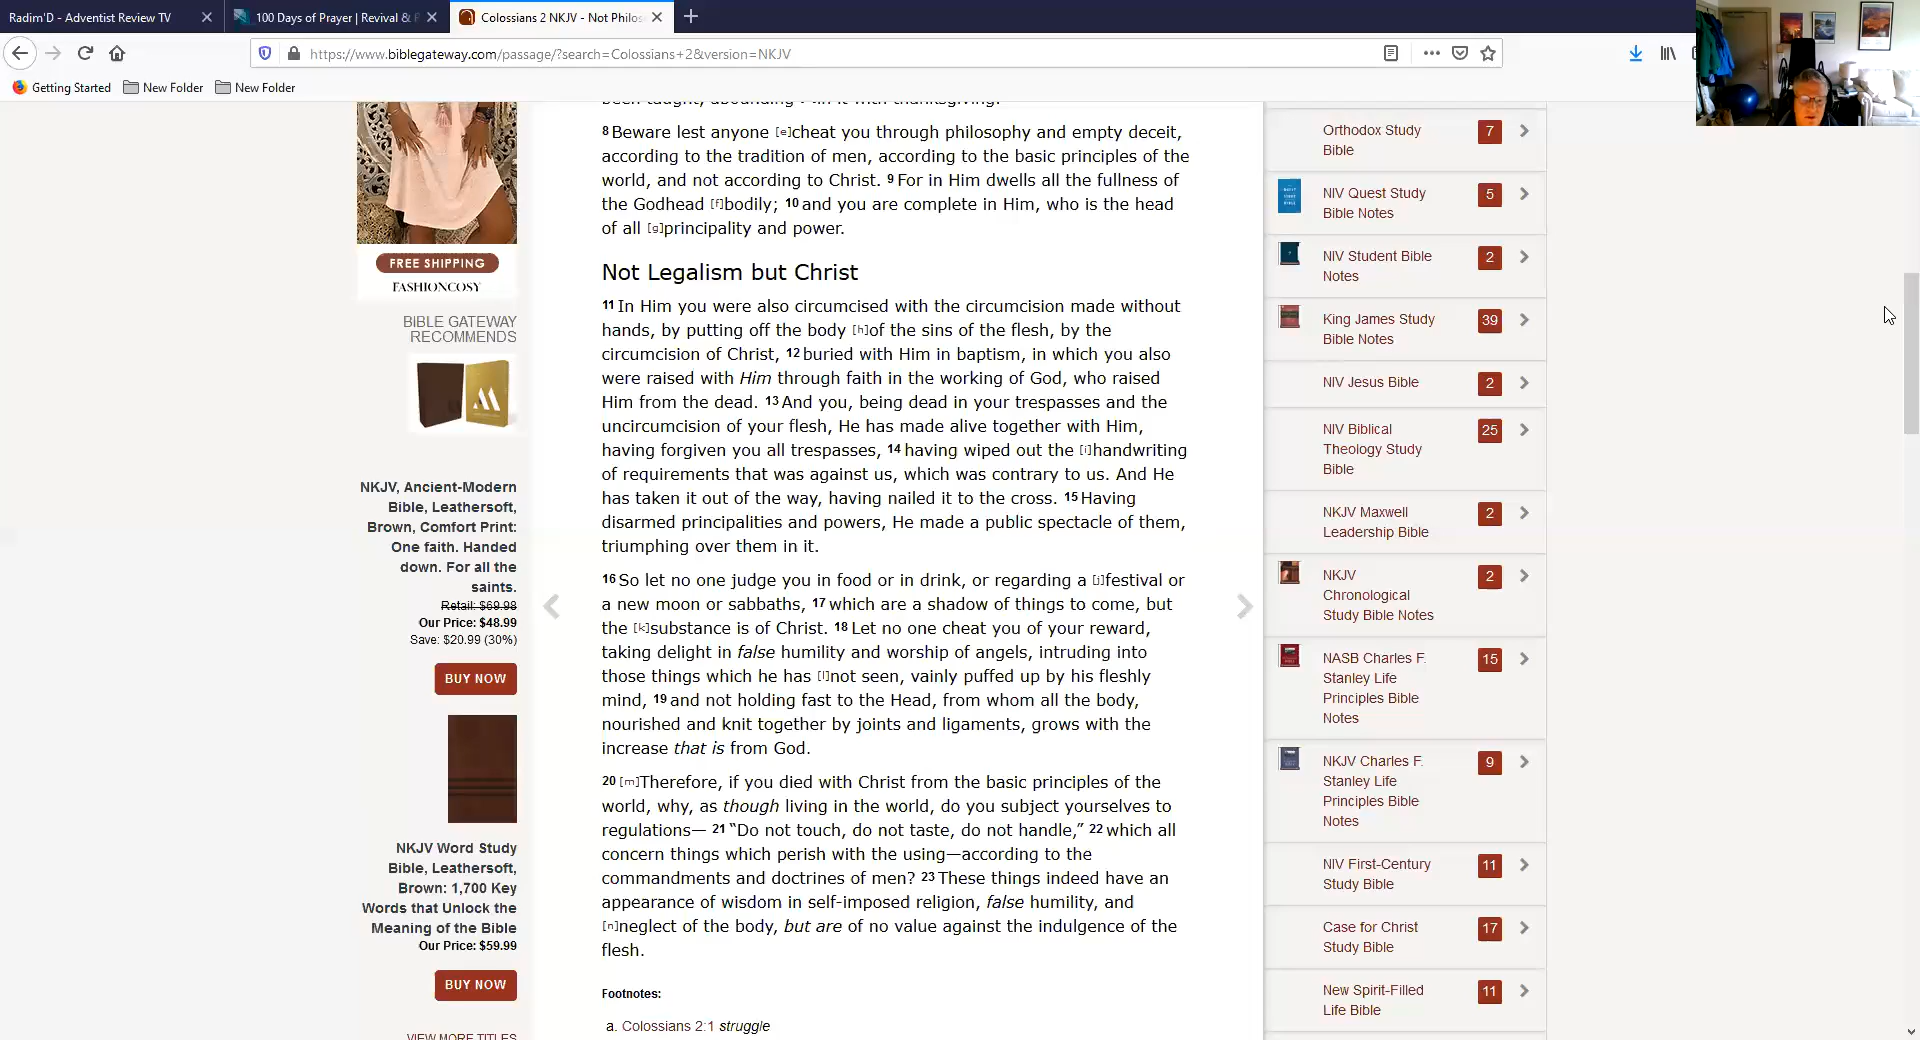 Radim'D - Adventist Review TV
100 Days of Prayer | Revival &
Colossians 2 NKJV - Not Philos
https://www.biblegateway.com/passage/?search=Colossians+2&version=NKJV
Getting Started
New Folder
New Folder
FREE SHIPPING
FASHIONCOSY
BIBLE GATEWAY
RECOMMENDS
NKJV, Ancient-Modern
Bible, Leathersoft,
Brown, Comfort Print:
One faith. Handed
down. For all the
saints.
Retail: $69.98
Our Price: $48.99
Save: $20.99 (30%)
BUY NOW
NKJV Word Study
Bible, Leathersoft,
Brown: 1,700 Key
Words that Unlock the
Meaning of the Bible
Our Price: $59.99
BUY NOW
VIEW MORE TITLES
been taught, abounding in it with thanksgiving.
8 Beware lest anyone [e]cheat you through philosophy and empty deceit,
according to the tradition of men, according to the basic principles of the
world, and not according to Christ. 9 For in Him dwells all the fullness of
the Godhead [f]bodily; 10 and you are complete in Him, who is the head
of all [g]principality and power.
Not Legalism but Christ
11 In Him you were also circumcised with the circumcision made without
hands, by putting off the body [h]of the sins of the flesh, by the
circumcision of Christ, 12 buried with Him in baptism, in which you also
were raised with Him through faith in the working of God, who raised
Him from the dead. 13 And you, being dead in your trespasses and the
uncircumcision of your flesh, He has made alive together with Him,
having forgiven you all trespasses, 14 having wiped out the [i]handwriting
of requirements that was against us, which was contrary to us. And He
has taken it out of the way, having nailed it to the cross. 15 Having
disarmed principalities and powers, He made a public spectacle of them,
triumphing over them in it.
16 So let no one judge you in food or in drink, or regarding a [j]festival or
a new moon or sabbaths, 17 which are a shadow of things to come, but
the [k]substance is of Christ. 18 Let no one cheat you of your reward,
taking delight in false humility and worship of angels, intruding into
those things which he has [l]not seen, vainly puffed up by his fleshly
mind, 19 and not holding fast to the Head, from whom all the body,
nourished and knit together by joints and ligaments, grows with the
increase that is from God.
20 [m]Therefore, if you died with Christ from the basic principles of the
world, why, as though living in the world, do you subject yourselves to
regulations— 21 “Do not touch, do not taste, do not handle,” 22 which all
concern things which perish with the using—according to the
commandments and doctrines of men? 23 These things indeed have an
appearance of wisdom in self-imposed religion, false humility, and
[n]neglect of the body, but are of no value against the indulgence of the
flesh.
Footnotes:
a. Colossians 2:1 struggle
Orthodox Study
Bible
7
NIV Quest Study
Bible Notes
5
NIV Student Bible
Notes
2
King James Study
Bible Notes
39
NIV Jesus Bible
2
NIV Biblical
Theology Study
Bible
25
NKJV Maxwell
Leadership Bible
2
NKJV
Chronological
Study Bible Notes
2
NASB Charles F.
Stanley Life
Principles Bible
Notes
15
NKJV Charles F.
Stanley Life
Principles Bible
Notes
9
NIV First-Century
Study Bible
11
Case for Christ
Study Bible
17
New Spirit-Filled
Life Bible
11